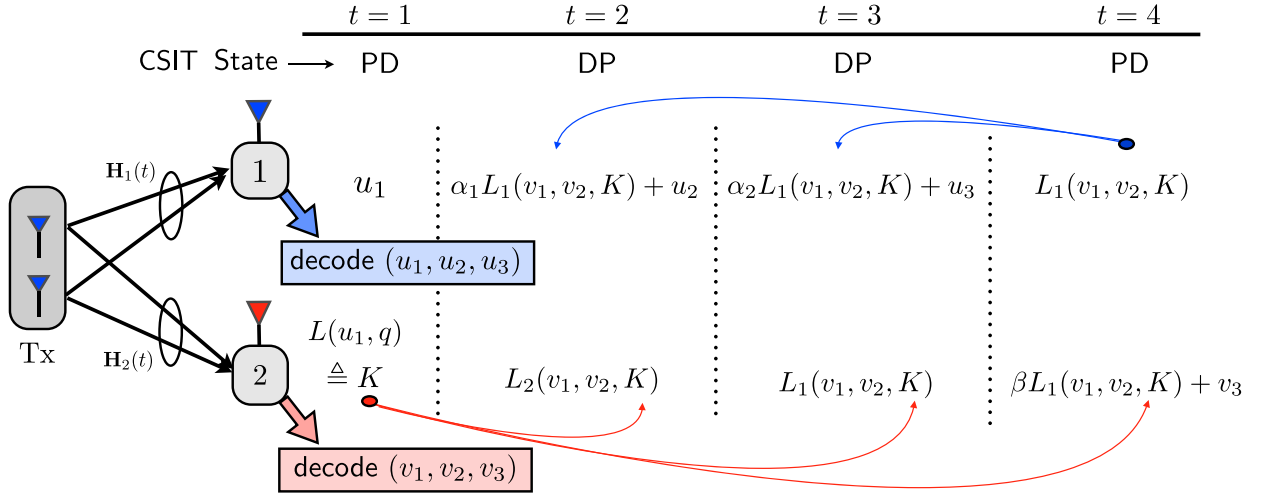 t = 1 t = 2 t = 3 t = 4
CSIT State PD DP DP PD
H₁(t)
1
u₁ α₁L₁(v₁, v₂, K) + u₂ α₂L₁(v₁, v₂, K) + u₃ L₁(v₁, v₂, K)
decode (u₁, u₂, u₃)
Tx
H₂(t)
2
L(u₁, q)
≜ K L₂(v₁, v₂, K) L₁(v₁, v₂, K) βL₁(v₁, v₂, K) + v₃
decode (v₁, v₂, v₃)